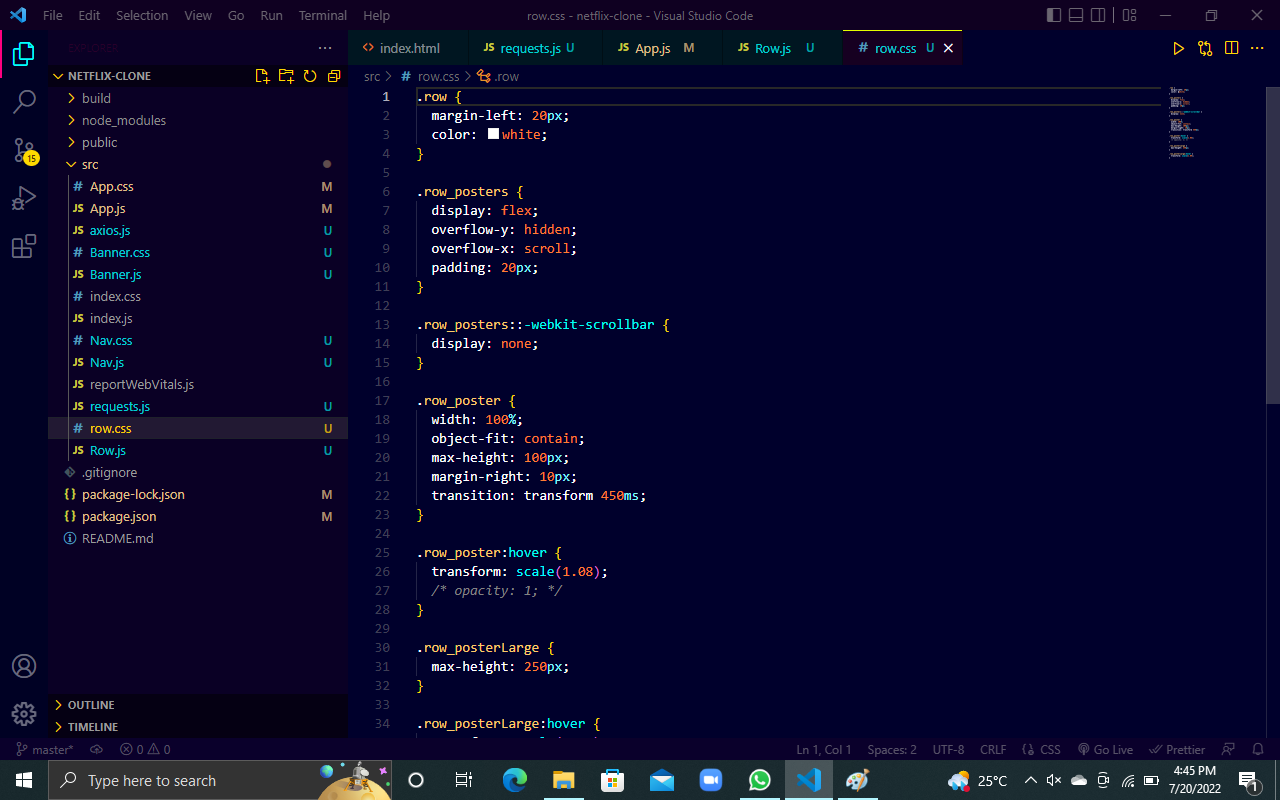 File Edit Selection View Go Run Terminal Help
row.css - netflix-clone - Visual Studio Code
EXPLORER
NETFLIX-CLONE
build
node_modules
public
src
# App.css M
JS App.js M
JS axios.js U
# Banner.css U
JS Banner.js U
# index.css
JS index.js
# Nav.css U
JS Nav.js U
JS reportWebVitals.js
JS requests.js U
# row.css U
JS Row.js U
.gitignore
{} package-lock.json M
{} package.json M
README.md
OUTLINE
TIMELINE
15
<> index.html
JS requests.js U
JS App.js M
JS Row.js U
# row.css U
src > # row.css > .row
1 .row {
2 margin-left: 20px;
3 color: white;
4 }
5
6 .row_posters {
7 display: flex;
8 overflow-y: hidden;
9 overflow-x: scroll;
10 padding: 20px;
11 }
12
13 .row_posters::-webkit-scrollbar {
14 display: none;
15 }
16
17 .row_poster {
18 width: 100%;
19 object-fit: contain;
20 max-height: 100px;
21 margin-right: 10px;
22 transition: transform 450ms;
23 }
24
25 .row_poster:hover {
26 transform: scale(1.08);
27 /* opacity: 1; */
28 }
29
30 .row_posterLarge {
31 max-height: 250px;
32 }
33
34 .row_posterLarge:hover {
master* 0 0
Ln 1, Col 1 Spaces: 2 UTF-8 CRLF {} CSS Go Live Prettier
Type here to search
25°C
4:45 PM
7/20/2022
1